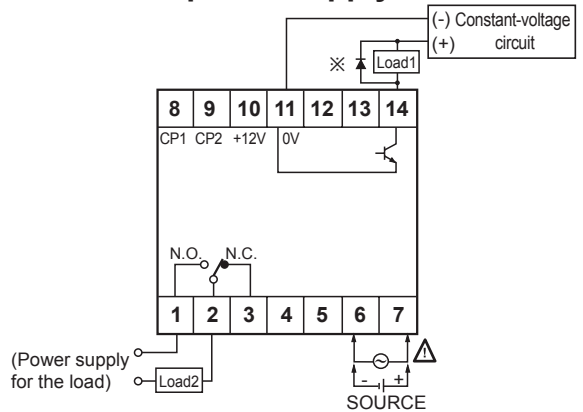 (-) Constant-voltage
(+) circuit
※ Load1
8 9 10 11 12 13 14
CP1 CP2 +12V 0V
N.O. N.C.
1 2 3 4 5 6 7
(Power supply
for the load) Load2
- +
SOURCE